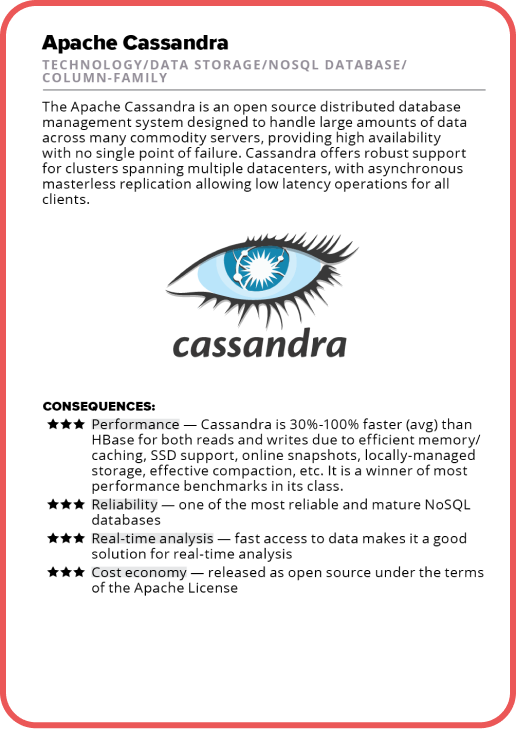 Apache Cassandra
TECHNOLOGY/DATA STORAGE/NOSQL DATABASE/
COLUMN-FAMILY
The Apache Cassandra is an open source distributed database
management system designed to handle large amounts of data
across many commodity servers, providing high availability
with no single point of failure. Cassandra offers robust support
for clusters spanning multiple datacenters, with asynchronous
masterless replication allowing low latency operations for all
clients.
cassandra
CONSEQUENCES:
★★★ Performance — Cassandra is 30%-100% faster (avg) than
HBase for both reads and writes due to efficient memory/
caching, SSD support, online snapshots, locally-managed
storage, effective compaction, etc. It is a winner of most
performance benchmarks in its class.
★★★ Reliability — one of the most reliable and mature NoSQL
databases
★★★ Real-time analysis — fast access to data makes it a good
solution for real-time analysis
★★★ Cost economy — released as open source under the terms
of the Apache License